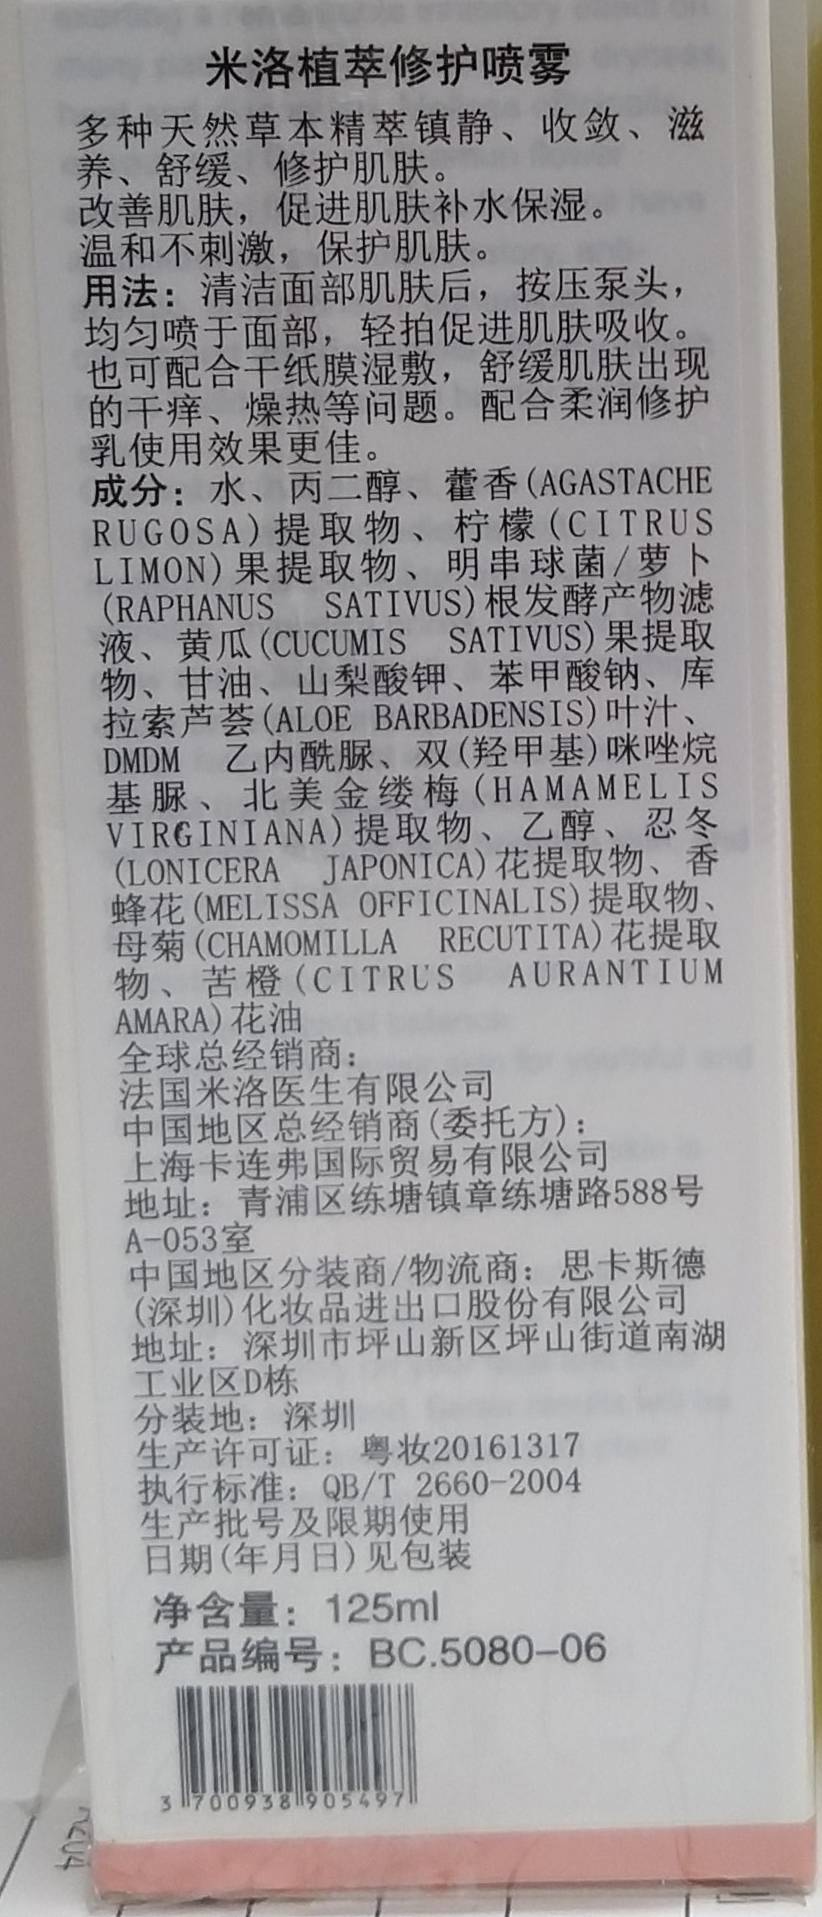 米洛植萃修护喷雾
多种天然草本精萃镇静、收敛、滋
养、舒缓、修护肌肤。
改善肌肤，促进肌肤补水保湿。
温和不刺激，保护肌肤。
用法：清洁面部肌肤后，按压泵头，
均匀喷于面部，轻拍促进肌肤吸收。
也可配合干纸膜湿敷，舒缓肌肤出现
的干痒、燥热等问题。配合柔润修护
乳使用效果更佳。
成分：水、丙二醇、藿香(AGASTACHE
RUGOSA)提取物、柠檬(CITRUS
LIMON)果提取物、明串球菌/萝卜
(RAPHANUS SATIVUS)根发酵产物滤
液、黄瓜(CUCUMIS SATIVUS)果提取
物、甘油、山梨酸钾、苯甲酸钠、库
拉索芦荟(ALOE BARBADENSIS)叶汁、
DMDM 乙内酰脲、双(羟甲基)咪唑烷
基脲、北美金缕梅(HAMAMELIS
VIRGINIANA)提取物、乙醇、忍冬
(LONICERA JAPONICA)花提取物、香
蜂花(MELISSA OFFICINALIS)提取物、
母菊(CHAMOMILLA RECUTITA)花提取
物、苦橙(CITRUS AURANTIUM
AMARA)花油
全球总经销商：
法国米洛医生有限公司
中国地区总经销商(委托方)：
上海卡连弗国际贸易有限公司
地址：青浦区练塘镇章练塘路588号
A-053室
中国地区分装商/物流商：思卡斯德
(深圳)化妆品进出口股份有限公司
地址：深圳市坪山新区坪山街道南湖
工业区D栋
分装地：深圳
生产许可证：粤妆20161317
执行标准：QB/T 2660-2004
生产批号及限期使用
日期(年月日)见包装
净含量：125ml
产品编号：BC.5080-06
3 700938 905497